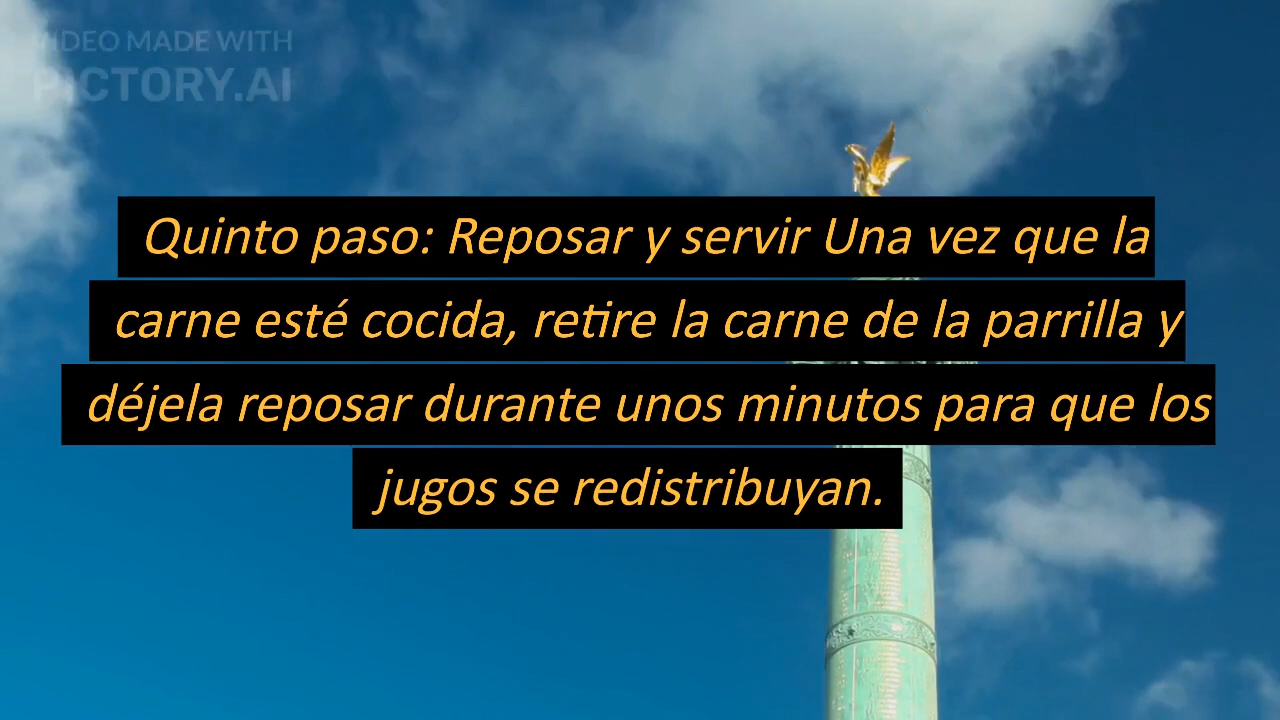 VIDEO MADE WITH
PICTORY.AI
Quinto paso: Reposar y servir Una vez que la
carne esté cocida, retire la carne de la parrilla y
déjela reposar durante unos minutos para que los
jugos se redistribuyan.